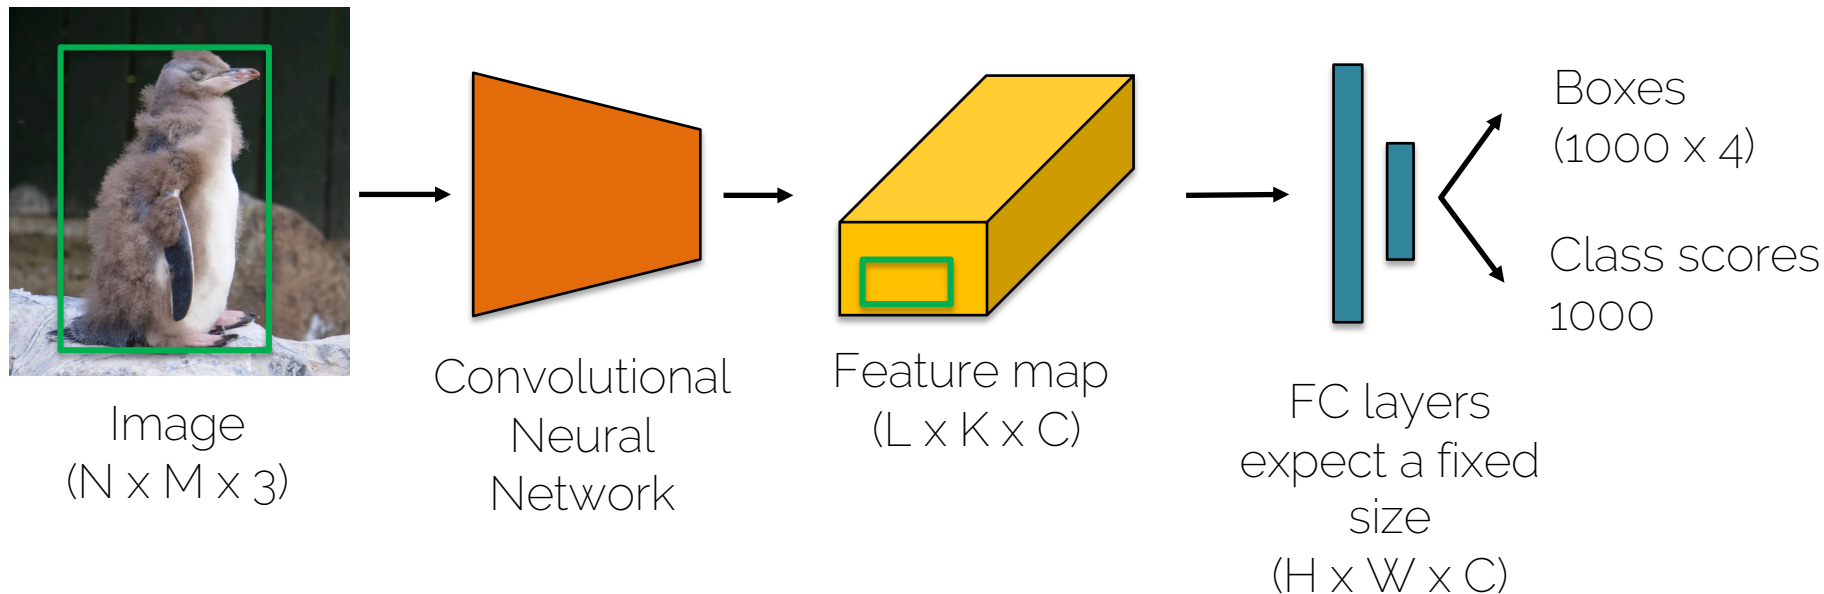 Image
(N x M x 3)
Convolutional
Neural
Network
Feature map
(L x K x C)
FC layers
expect a fixed
size
(H x W x C)
Boxes
(1000 x 4)
Class scores
1000